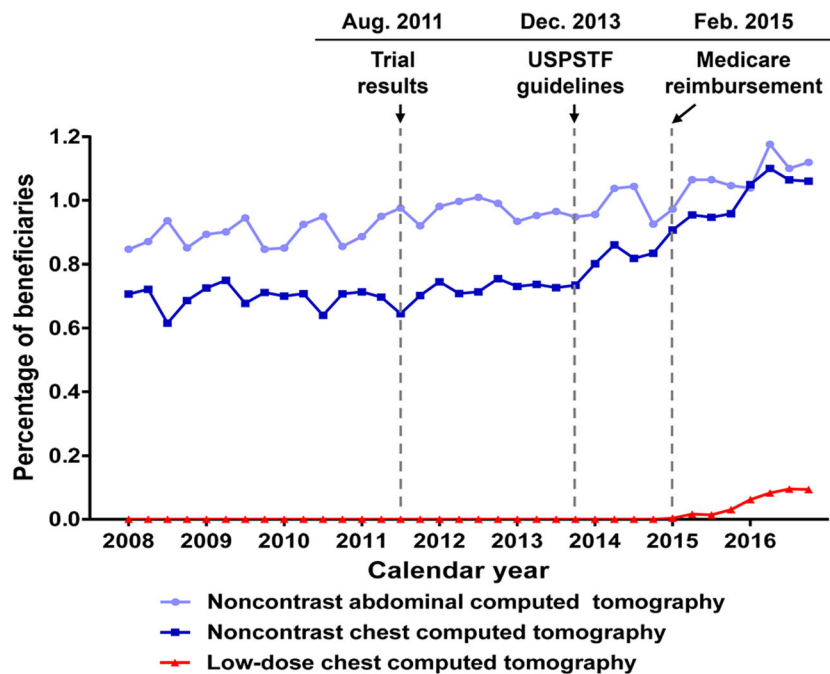 Aug. 2011 Dec. 2013 Feb. 2015
Trial results
USPSTF guidelines
Medicare reimbursement
Percentage of beneficiaries
1.2
1.0
0.8
0.6
0.4
0.2
0.0
2008 2009 2010 2011 2012 2013 2014 2015 2016
Calendar year
Noncontrast abdominal computed tomography
Noncontrast chest computed tomography
Low-dose chest computed tomography